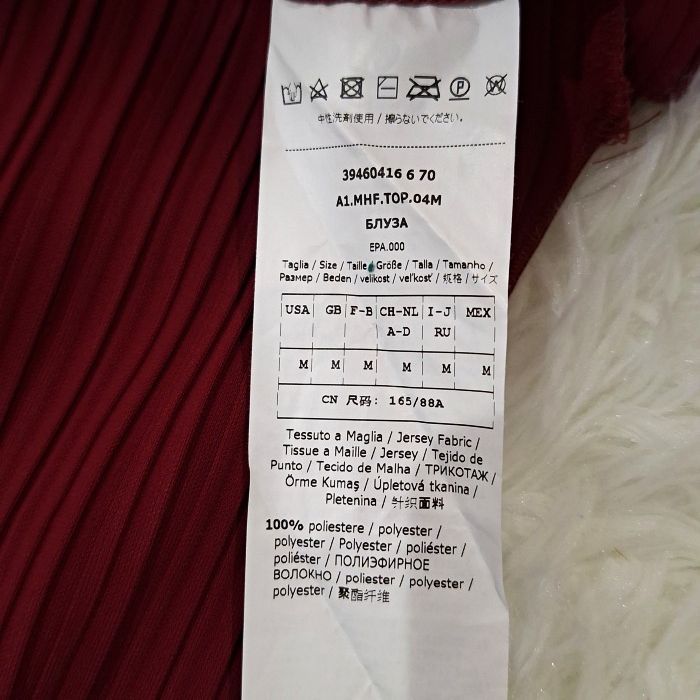 中性洗剤使用 / 擦らないでください。
39460416 6 70
A1.MHF.TOP.04M
БЛУЗА
EPA.000
Taglia / Size / Taille / Größe / Talla / Tamanho /
Размер / Beden / velikost / veľkosť / 规格 / サイズ
USA GB F-B CH-NL I-J MEX
A-D RU
M M M M M M
CN 尺码: 165/88A
Tessuto a Maglia / Jersey Fabric /
Tissue a Maille / Jersey / Tejido de
Punto / Tecido de Malha / ТРИКОТАЖ /
Örme Kumaş / Úpletová tkanina /
Pletenina / 针织面料
100% poliestere / polyester /
polyester / Polyester / poliéster /
poliéster / ПОЛИЭФИРНОЕ
ВОЛОКНО / poliester / polyester /
polyester / 聚酯纤维